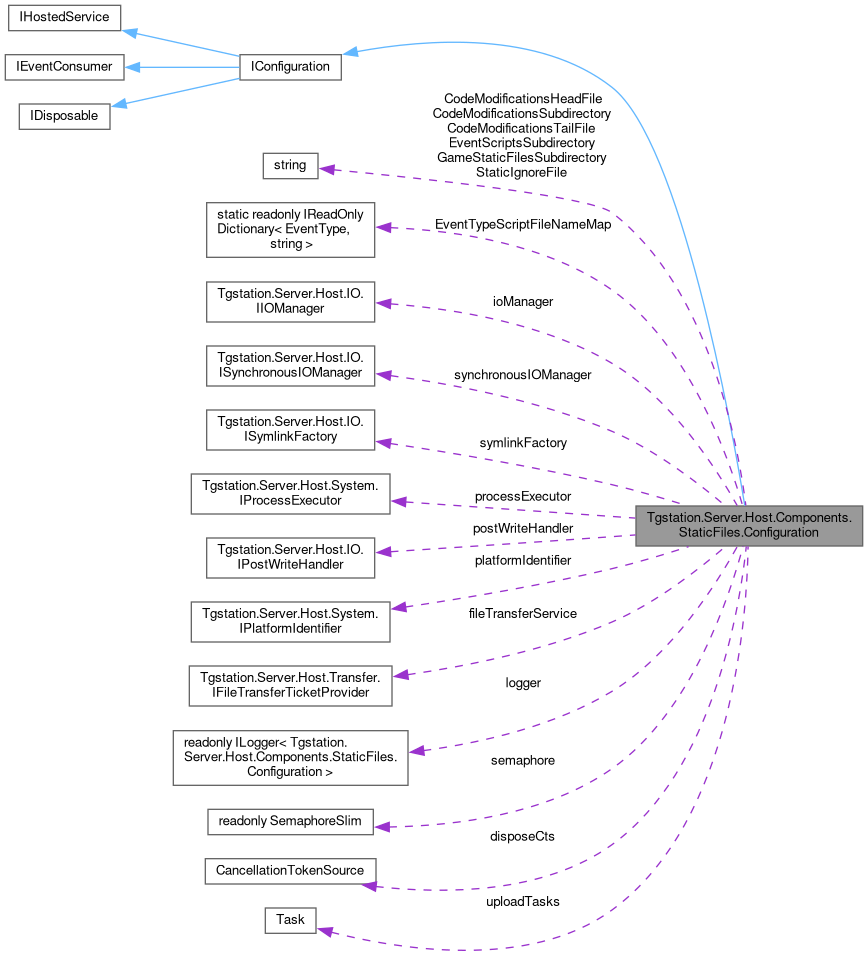 IHostedService
IEventConsumer
IConfiguration
IDisposable
CodeModificationsHeadFile
CodeModificationsSubdirectory
CodeModificationsTailFile
EventScriptsSubdirectory
GameStaticFilesSubdirectory
StaticIgnoreFile
string
static readonly IReadOnly
Dictionary< EventType,
string >
EventTypeScriptFileNameMap
Tgstation.Server.Host.IO.
IIOManager
ioManager
Tgstation.Server.Host.IO.
ISynchronousIOManager
synchronousIOManager
Tgstation.Server.Host.IO.
ISymlinkFactory
symlinkFactory
Tgstation.Server.Host.System.
IProcessExecutor
processExecutor
Tgstation.Server.Host.Components.
StaticFiles.Configuration
Tgstation.Server.Host.IO.
IPostWriteHandler
postWriteHandler
Tgstation.Server.Host.System.
IPlatformIdentifier
platformIdentifier
Tgstation.Server.Host.Transfer.
IFileTransferTicketProvider
fileTransferService
readonly ILogger< Tgstation.
Server.Host.Components.StaticFiles.
Configuration >
logger
readonly SemaphoreSlim
semaphore
CancellationTokenSource
disposeCts
Task
uploadTasks